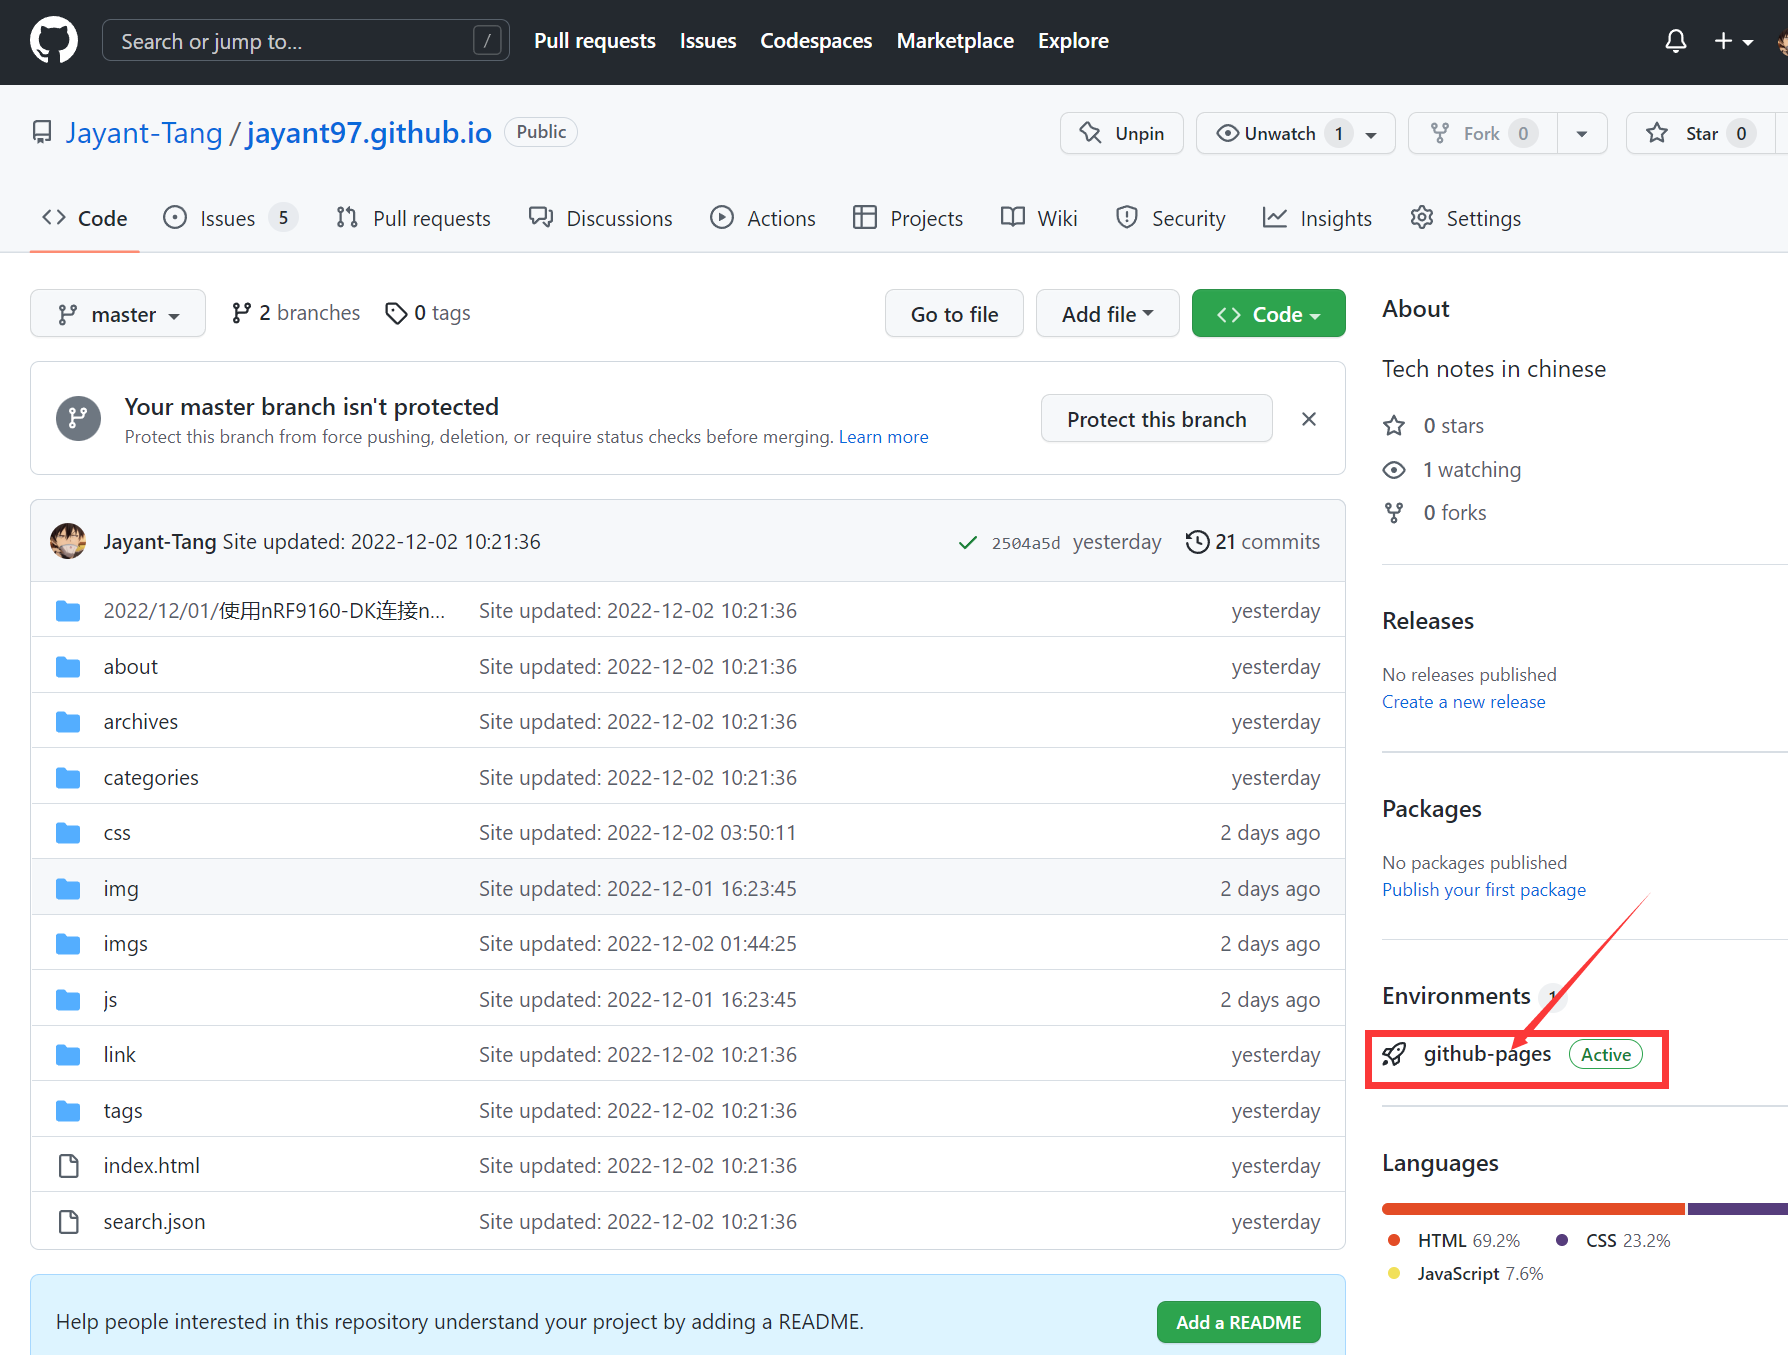 Search or jump to... / Pull requests Issues Codespaces Marketplace Explore
Jayant-Tang / jayant97.github.io Public Unpin Unwatch 1 Fork 0 Star 0
Code Issues 5 Pull requests Discussions Actions Projects Wiki Security Insights Settings
master 2 branches 0 tags Go to file Add file Code
Your master branch isn't protected
Protect this branch from force pushing, deletion, or require status checks before merging. Learn more
Protect this branch
Jayant-Tang Site updated: 2022-12-02 10:21:36 2504a5d yesterday 21 commits
2022/12/01/使用nRF9160-DK连接n... Site updated: 2022-12-02 10:21:36 yesterday
about Site updated: 2022-12-02 10:21:36 yesterday
archives Site updated: 2022-12-02 10:21:36 yesterday
categories Site updated: 2022-12-02 10:21:36 yesterday
css Site updated: 2022-12-02 03:50:11 2 days ago
img Site updated: 2022-12-01 16:23:45 2 days ago
imgs Site updated: 2022-12-02 01:44:25 2 days ago
js Site updated: 2022-12-01 16:23:45 2 days ago
link Site updated: 2022-12-02 10:21:36 yesterday
tags Site updated: 2022-12-02 10:21:36 yesterday
index.html Site updated: 2022-12-02 10:21:36 yesterday
search.json Site updated: 2022-12-02 10:21:36 yesterday
Help people interested in this repository understand your project by adding a README. Add a README
About
Tech notes in chinese
0 stars
1 watching
0 forks
Releases
No releases published
Create a new release
Packages
No packages published
Publish your first package
Environments 1
github-pages Active
Languages
HTML 69.2% CSS 23.2%
JavaScript 7.6%